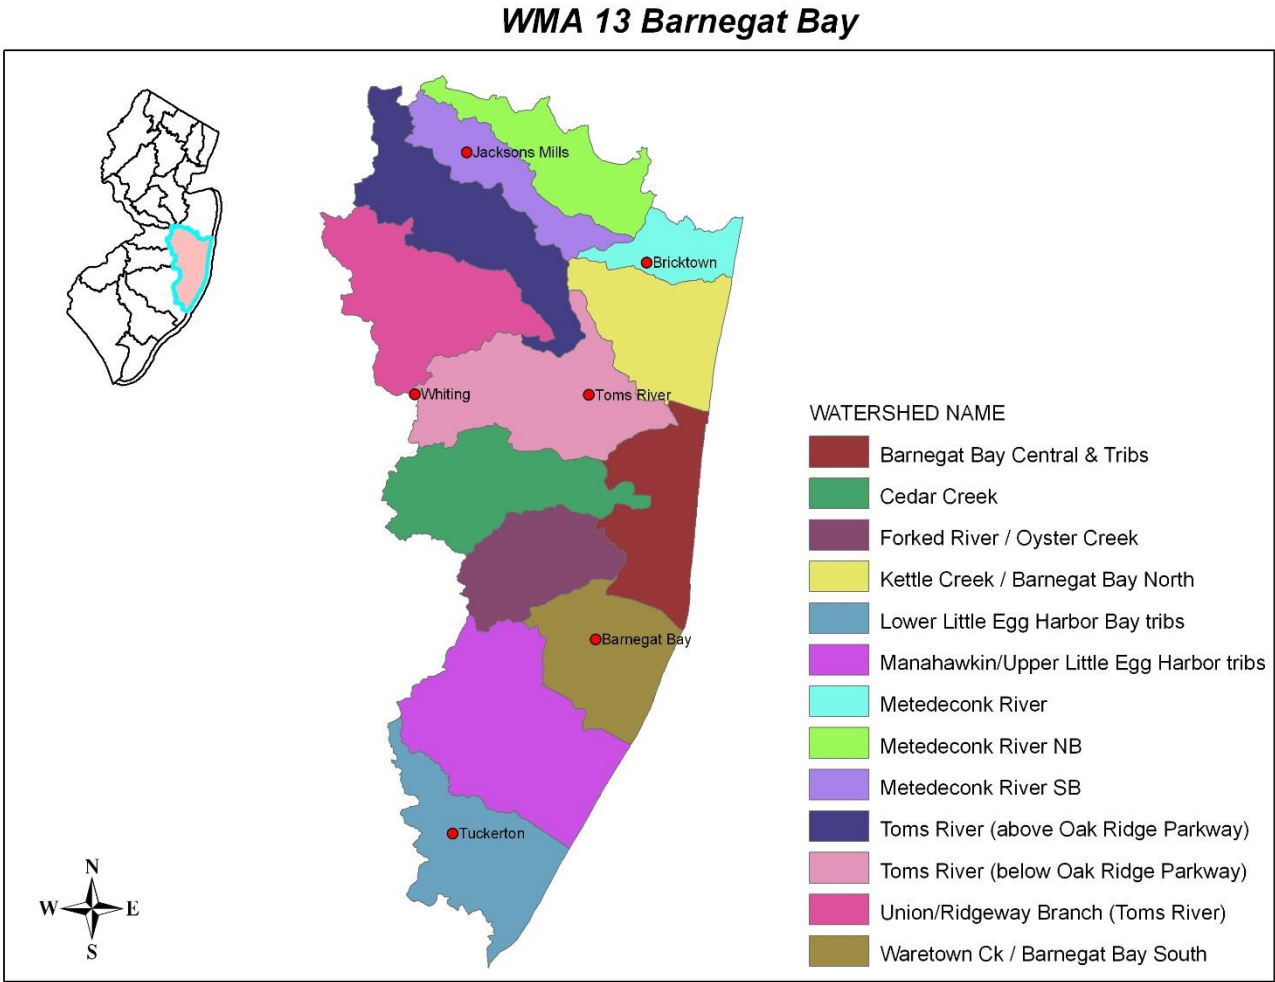 WMA 13 Barnegat Bay
Jacksons Mills
Bricktown
Whiting
Toms River
Barnegat Bay
Tuckerton
WATERSHED NAME
Barnegat Bay Central & Tribs
Cedar Creek
Forked River / Oyster Creek
Kettle Creek / Barnegat Bay North
Lower Little Egg Harbor Bay tribs
Manahawkin/Upper Little Egg Harbor tribs
Metedeconk River
Metedeconk River NB
Metedeconk River SB
Toms River (above Oak Ridge Parkway)
Toms River (below Oak Ridge Parkway)
Union/Ridgeway Branch (Toms River)
Waretown Ck / Barnegat Bay South
N
W E
S